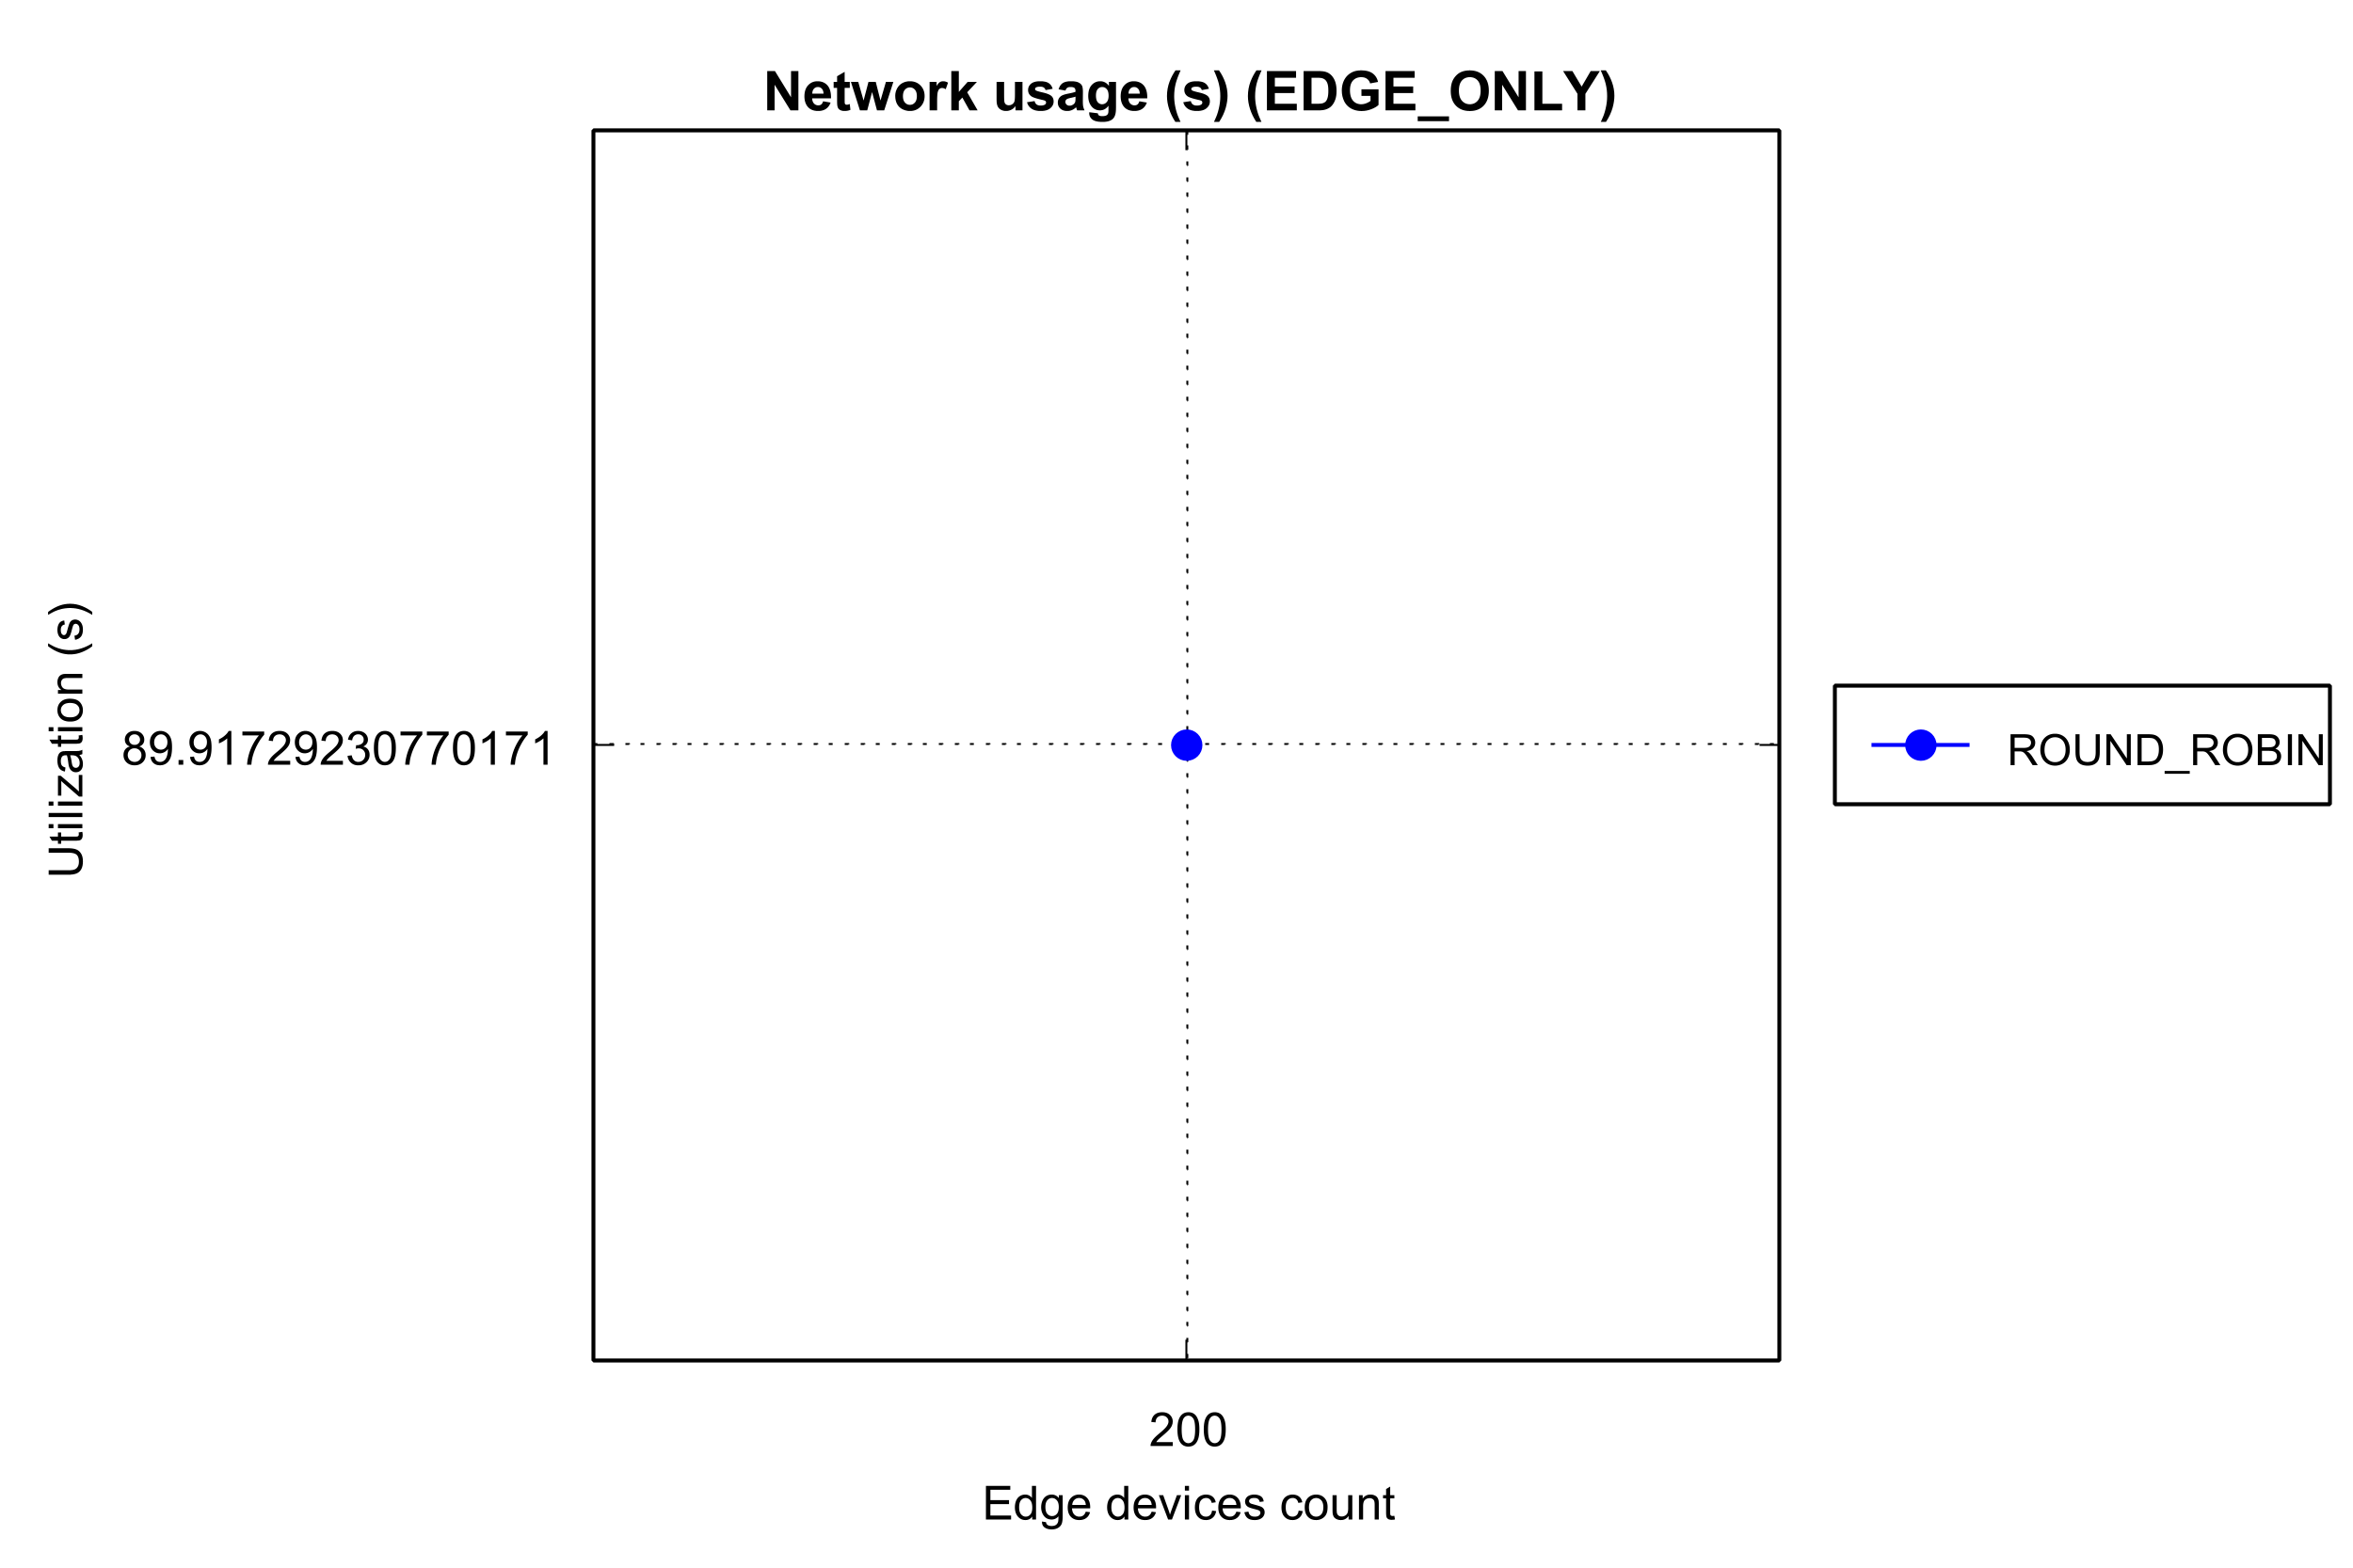 Network usage (s) (EDGE_ONLY)
Utilization (s)
89.91729230770171
ROUND_ROBIN
200
Edge devices count